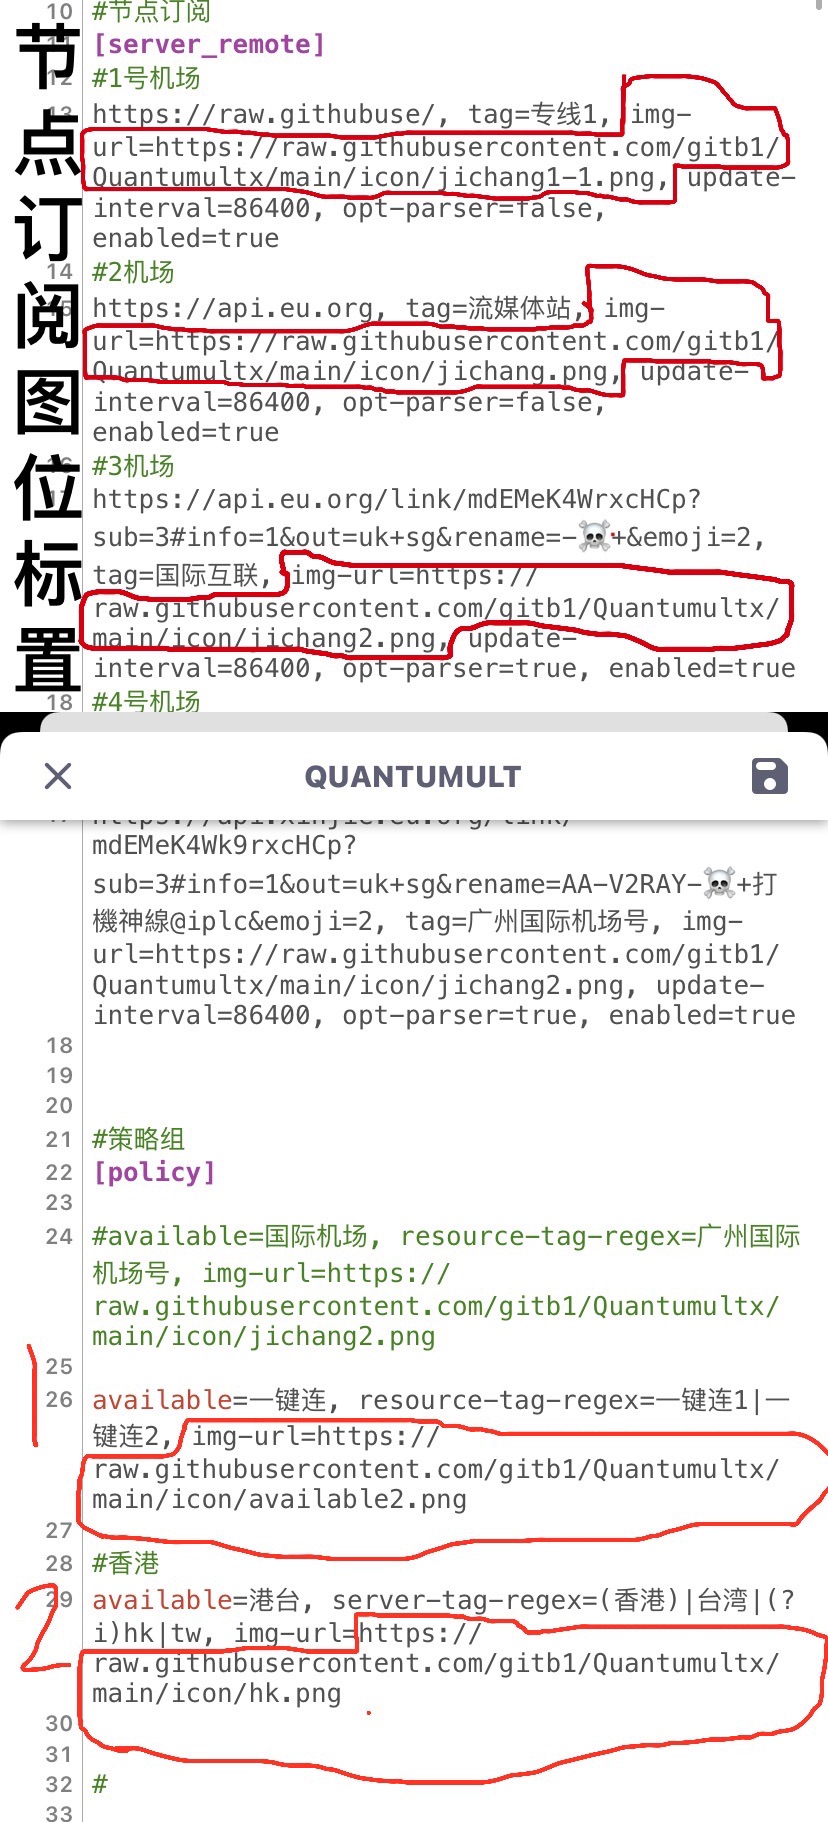 节点订阅图位标置
10 #节点订阅
[server_remote]
12 #1号机场
13 https://raw.githubuse/, tag=专线1, img-
url=https://raw.githubusercontent.com/gitb1/
Quantumultx/main/icon/jichang1-1.png, update-
interval=86400, opt-parser=false,
enabled=true
14 #2机场
15 https://api.eu.org, tag=流媒体站, img-
url=https://raw.githubusercontent.com/gitb1/
Quantumultx/main/icon/jichang.png, update-
interval=86400, opt-parser=false,
enabled=true
16 #3机场
17 https://api.eu.org/link/mdEMeK4WrxcHCp?
sub=3#info=1&out=uk+sg&rename=-☠️+&emoji=2,
tag=国际互联, img-url=https://
raw.githubusercontent.com/gitb1/Quantumultx/
main/icon/jichang2.png, update-
interval=86400, opt-parser=true, enabled=true
18 #4号机场
QUANTUMULT
mdEMeK4Wk9rxcHCp?
sub=3#info=1&out=uk+sg&rename=AA-V2RAY-☠️+打
機神線@iplc&emoji=2, tag=广州国际机场号, img-
url=https://raw.githubusercontent.com/gitb1/
Quantumultx/main/icon/jichang2.png, update-
interval=86400, opt-parser=true, enabled=true
18
19
20
21 #策略组
22 [policy]
23
24 #available=国际机场, resource-tag-regex=广州国际
机场号, img-url=https://
raw.githubusercontent.com/gitb1/Quantumultx/
main/icon/jichang2.png
25
1
26 available=一键连, resource-tag-regex=一键连1|一
键连2, img-url=https://
raw.githubusercontent.com/gitb1/Quantumultx/
main/icon/available2.png
27
28 #香港
2
29 available=港台, server-tag-regex=(香港)|台湾|(?
i)hk|tw, img-url=https://
raw.githubusercontent.com/gitb1/Quantumultx/
main/icon/hk.png
30
31
32 #
33